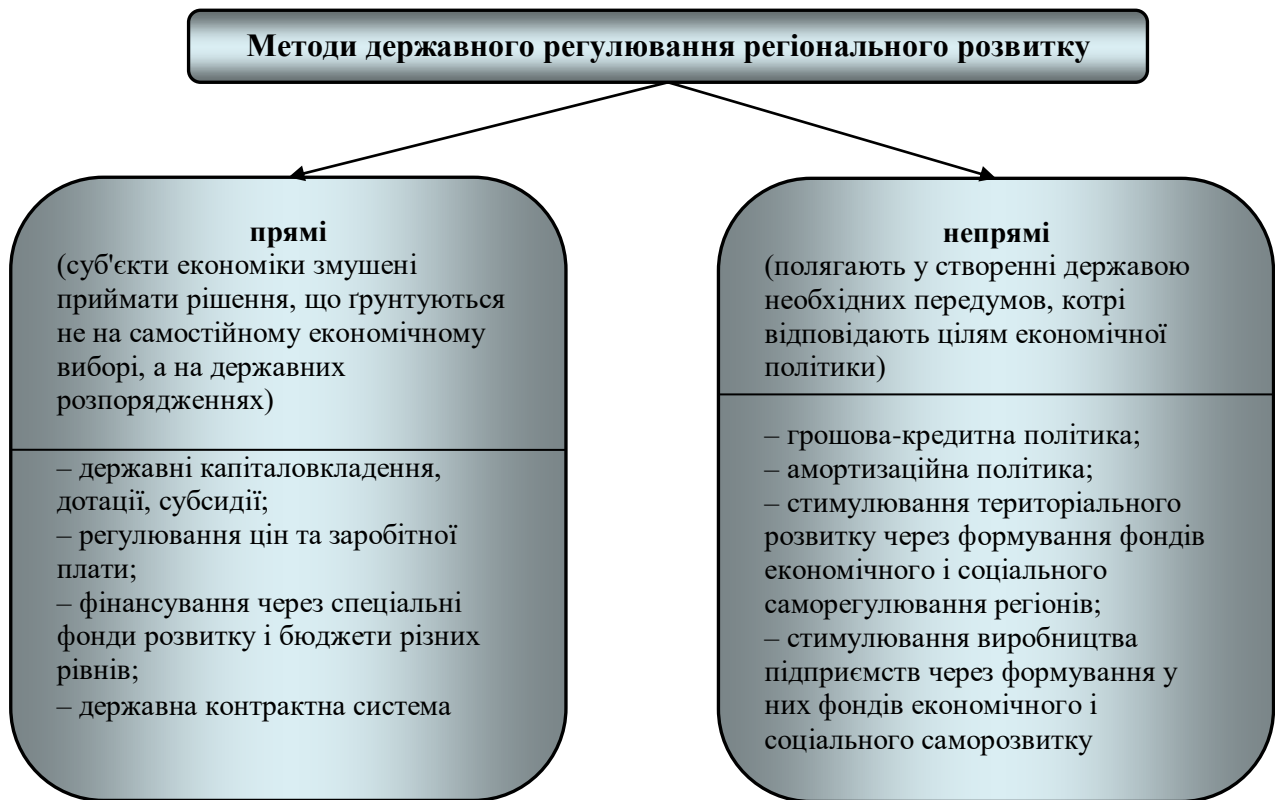 Методи державного регулювання регіонального розвитку
прямі
(суб'єкти економіки змушені
приймати рішення, що ґрунтуються
не на самостійному економічному
виборі, а на державних
розпорядженнях)
– державні капіталовкладення,
дотації, субсидії;
– регулювання цін та заробітної
плати;
– фінансування через спеціальні
фонди розвитку і бюджети різних
рівнів;
– державна контрактна система
непрямі
(полягають у створенні державою
необхідних передумов, котрі
відповідають цілям економічної
політики)
– грошова-кредитна політика;
– амортизаційна політика;
– стимулювання територіального
розвитку через формування фондів
економічного і соціального
саморегулювання регіонів;
– стимулювання виробництва
підприємств через формування у
них фондів економічного і
соціального саморозвитку